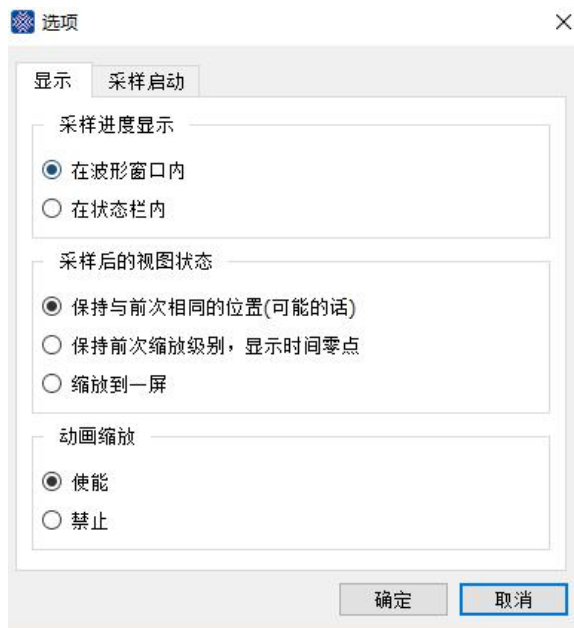 选项
显示 采样启动
采样进度显示
在波形窗口内
在状态栏内
采样后的视图状态
保持与前次相同的位置(可能的话)
保持前次缩放级别，显示时间零点
缩放到一屏
动画缩放
使能
禁止
确定 取消